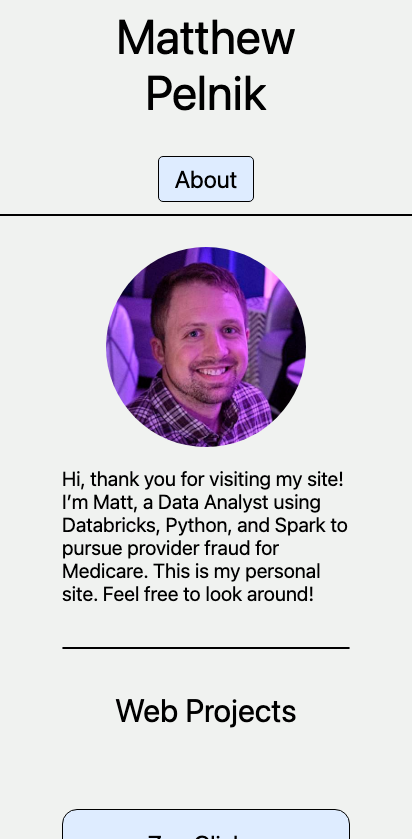 Matthew
Pelnik
About
Hi, thank you for visiting my site!
I’m Matt, a Data Analyst using
Databricks, Python, and Spark to
pursue provider fraud for
Medicare. This is my personal
site. Feel free to look around!
Web Projects